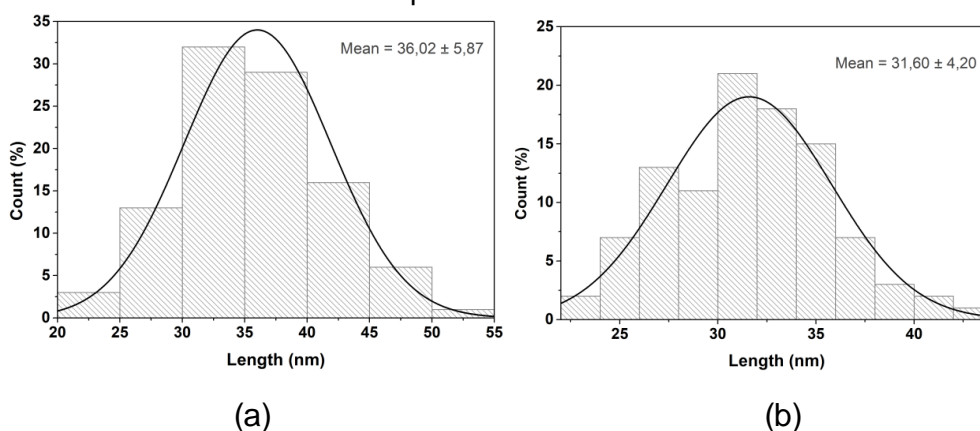 35
30
25
20
15
10
5
0
Count (%)
Mean = 36,02 ± 5,87
20 25 30 35 40 45 50 55
Length (nm)
(a)
25
20
15
10
5
0
Count (%)
Mean = 31,60 ± 4,20
25 30 35 40
Length (nm)
(b)